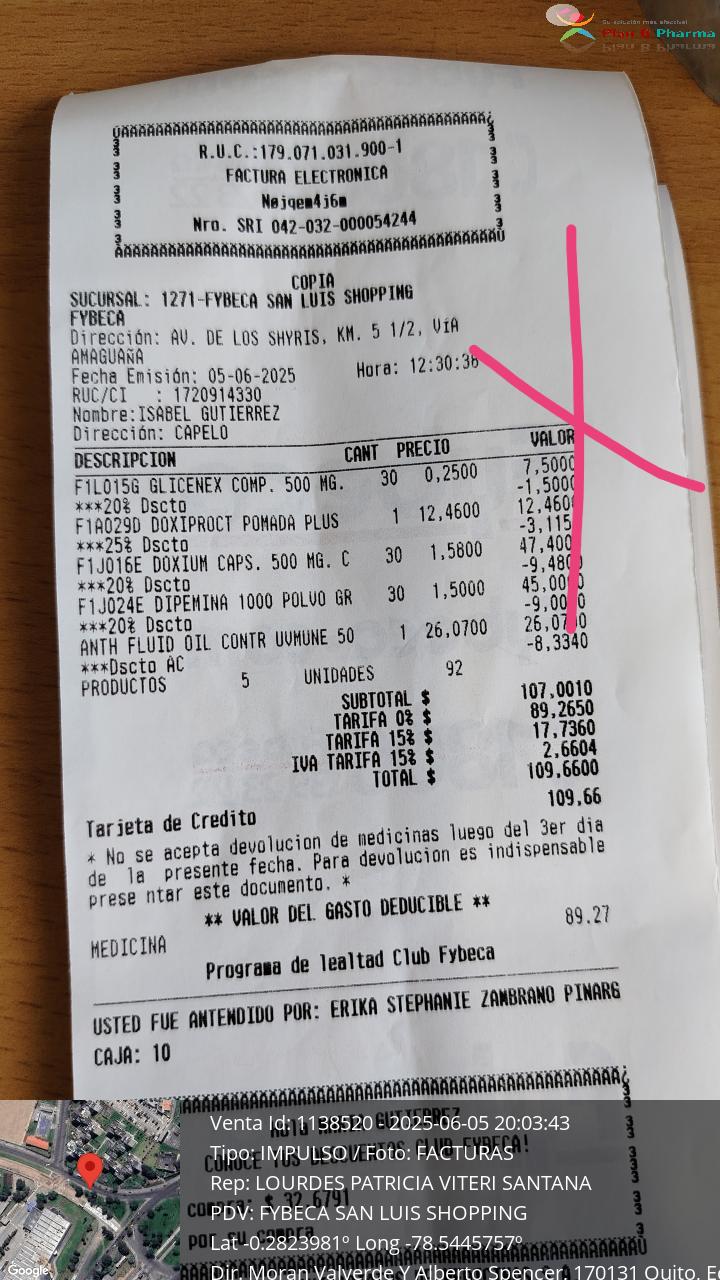 Su solución más efectiva!
Plan G Pharma
R.U.C.:179.071.031.900-1
FACTURA ELECTRONICA
Nøjqem4j6m
Nro. SRI 042-032-000054244
COPIA
SUCURSAL: 1271-FYBECA SAN LUIS SHOPPING
FYBECA
Dirección: AV. DE LOS SHYRIS, KM. 5 1/2, VíA
AMAGUAÑA
Fecha Emisión: 05-06-2025 Hora: 12:30:36
RUC/CI : 1720914330
Nombre:ISABEL GUTIERREZ
Dirección: CAPELO
DESCRIPCION CANT PRECIO VALOR
F1L015G GLICENEX COMP. 500 MG. 30 0,2500 7,5000
***20% Dscto -1,5000
F1A029D DOXIPROCT POMADA PLUS 1 12,4600 12,4600
***25% Dscto -3,115
F1J016E DOXIUM CAPS. 500 MG. C 30 1,5800 47,400
***20% Dscto -9,480
F1J024E DIPEMINA 1000 POLVO GR 30 1,5000 45,0000
***20% Dscto -9,0000
ANTH FLUID OIL CONTR UVMUNE 50 1 26,0700 26,0700
***Dscto AC -8,3340
PRODUCTOS 5 UNIDADES 92
SUBTOTAL $ 107,0010
TARIFA 0% $ 89,2650
TARIFA 15% $ 17,7360
IVA TARIFA 15% $ 2,6604
TOTAL $ 109,6600
Tarjeta de Credito 109,66
* No se acepta devolucion de medicinas luego del 3er dia
de la presente fecha. Para devolucion es indispensable
prese ntar este documento. *
** VALOR DEL GASTO DEDUCIBLE **
MEDICINA 89.27
Programa de lealtad Club Fybeca
USTED FUE ANTENDIDO POR: ERIKA STEPHANIE ZAMBRANO PINARG
CAJA: 10
Venta Id: 1138520 - 2025-06-05 20:03:43
Tipo: IMPULSO / Foto: FACTURAS
Rep: LOURDES PATRICIA VITERI SANTANA
PDV: FYBECA SAN LUIS SHOPPING
Lat -0.2823981º Long -78.5445757º
Dir. Moran Valverde Y Alberto Spencer, 170131 Quito, E
Google